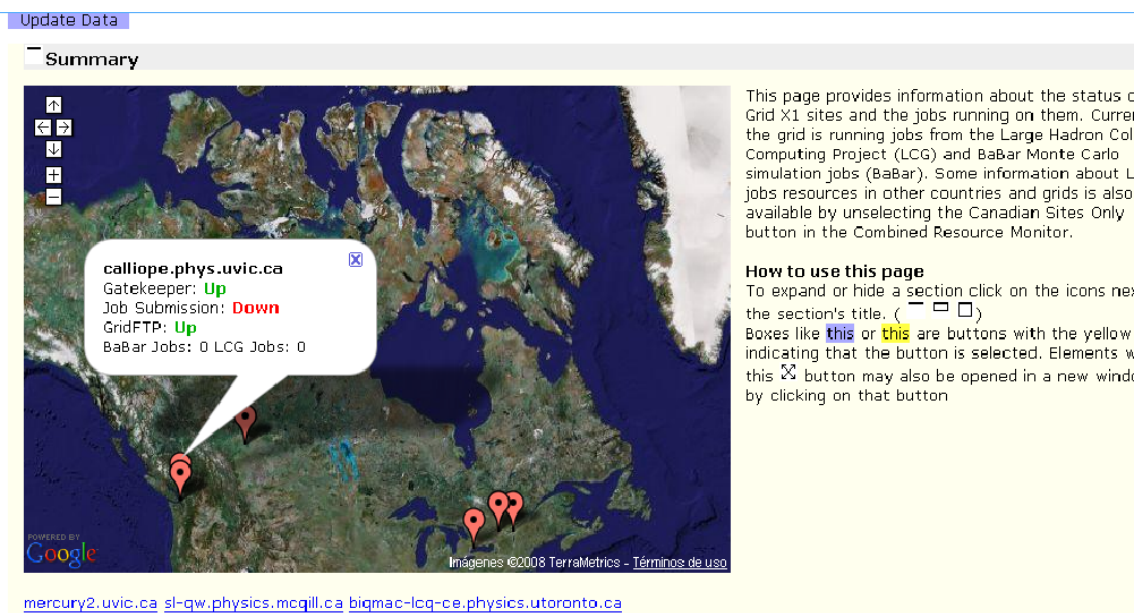 Update Data
Summary
This page provides information about the status o
Grid X1 sites and the jobs running on them. Curren
the grid is running jobs from the Large Hadron Col
Computing Project (LCG) and BaBar Monte Carlo
simulation jobs (BaBar). Some information about L
jobs resources in other countries and grids is also
available by unselecting the Canadian Sites Only
button in the Combined Resource Monitor.
How to use this page
To expand or hide a section click on the icons nex
the section's title. ( )
Boxes like this or this are buttons with the yellow
indicating that the button is selected. Elements w
this button may also be opened in a new windo
by clicking on that button
calliope.phys.uvic.ca
Gatekeeper: Up
Job Submission: Down
GridFTP: Up
BaBar Jobs: 0 LCG Jobs: 0
POWERED BY
Google
Imágenes ©2008 TerraMetrics - Términos de uso
mercury2.uvic.ca sl-gw.physics.mcgill.ca bigmac-lcg-ce.physics.utoronto.ca